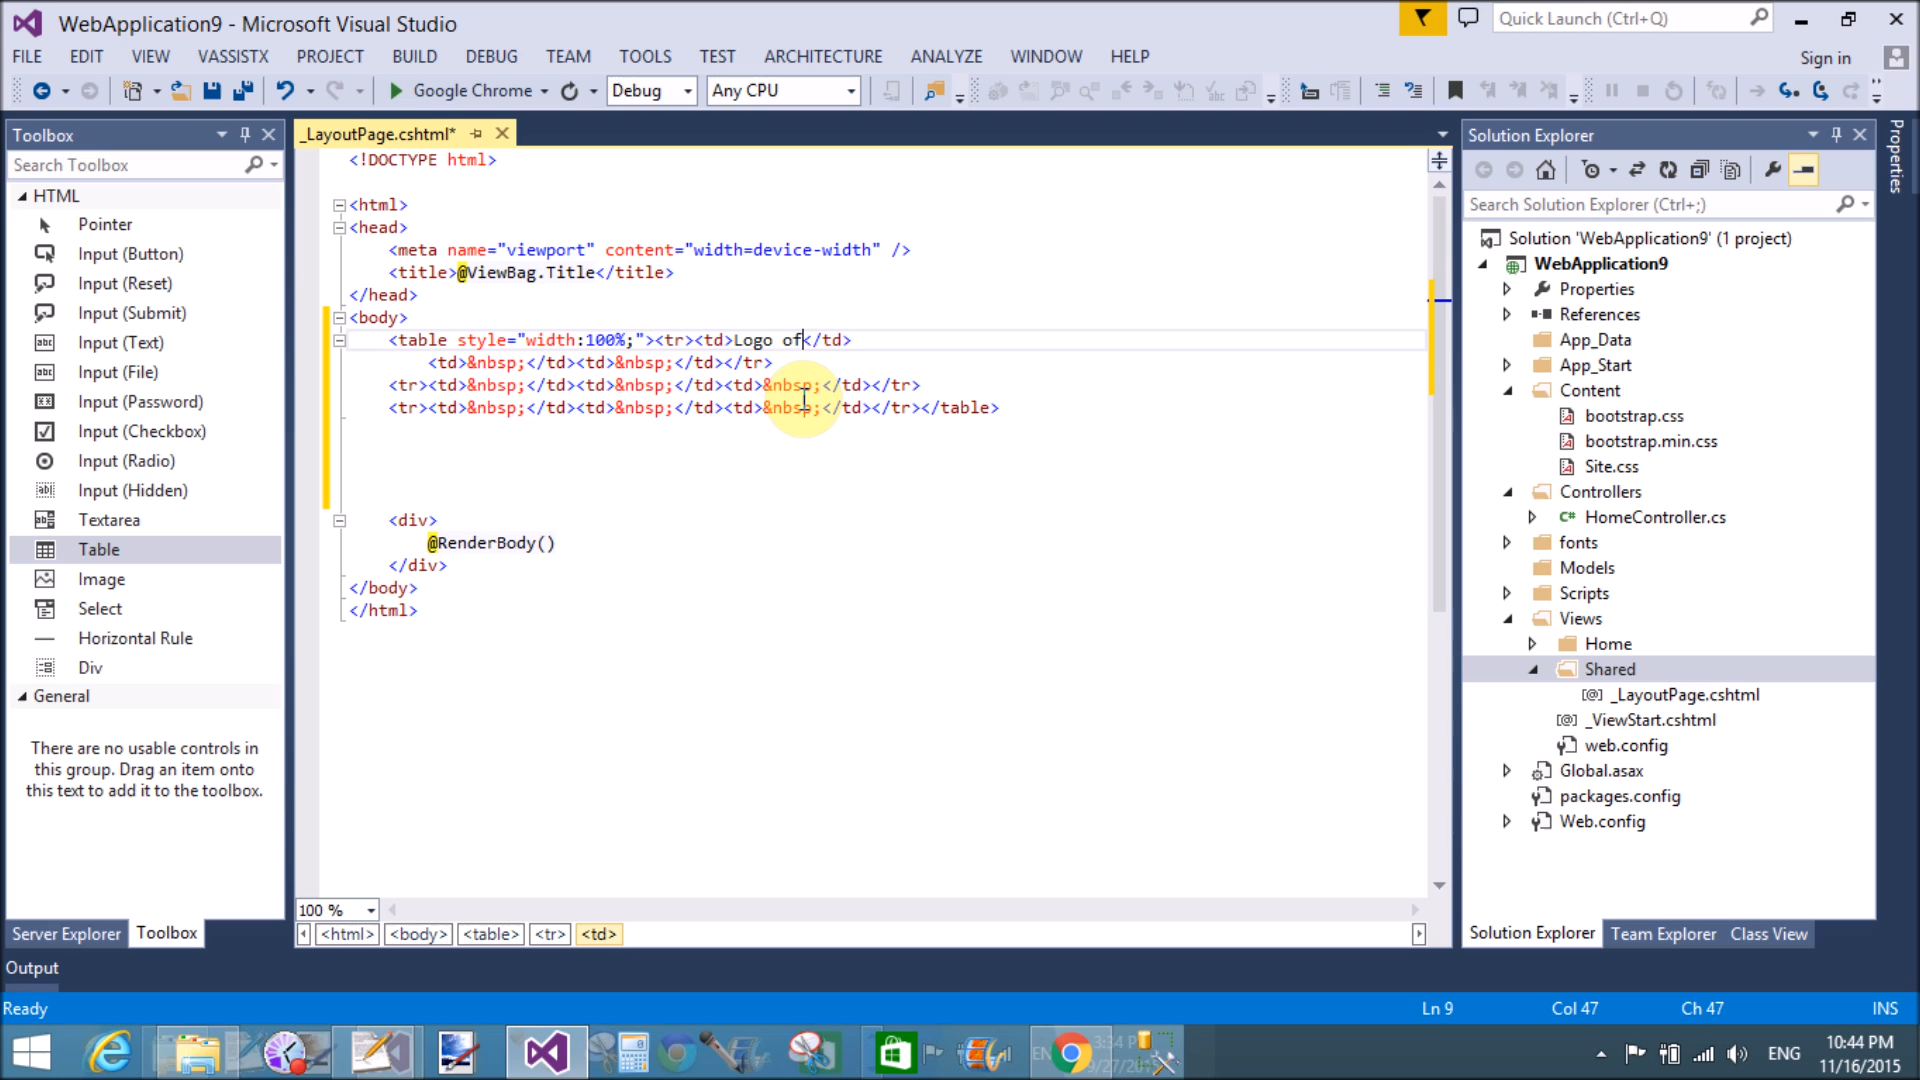 WebApplication9 - Microsoft Visual Studio
Quick Launch (Ctrl+Q)
FILE EDIT VIEW VASSISTX PROJECT BUILD DEBUG TEAM TOOLS TEST ARCHITECTURE ANALYZE WINDOW HELP
Sign in
Google Chrome Debug Any CPU
Toolbox
Search Toolbox
HTML
Pointer
Input (Button)
Input (Reset)
Input (Submit)
Input (Text)
Input (File)
Input (Password)
Input (Checkbox)
Input (Radio)
Input (Hidden)
Textarea
Table
Image
Select
Horizontal Rule
Div
General
There are no usable controls in
this group. Drag an item onto
this text to add it to the toolbox.
Server Explorer Toolbox
_LayoutPage.cshtml*
<!DOCTYPE html>
<html>
<head>
<meta name="viewport" content="width=device-width" />
<title>@ViewBag.Title</title>
</head>
<body>
<table style="width:100%;"><tr><td>Logo of</td>
<td>&nbsp;</td><td>&nbsp;</td></tr>
<tr><td>&nbsp;</td><td>&nbsp;</td><td>&nbsp;</td></tr>
<tr><td>&nbsp;</td><td>&nbsp;</td><td>&nbsp;</td></tr></table>
<div>
@RenderBody()
</div>
</body>
</html>
100 %
<html> <body> <table> <tr> <td>
Solution Explorer
Search Solution Explorer (Ctrl+;)
Solution 'WebApplication9' (1 project)
WebApplication9
Properties
References
App_Data
App_Start
Content
bootstrap.css
bootstrap.min.css
Site.css
Controllers
HomeController.cs
fonts
Models
Scripts
Views
Home
Shared
_LayoutPage.cshtml
_ViewStart.cshtml
web.config
Global.asax
packages.config
Web.config
Solution Explorer Team Explorer Class View
Properties
Output
Ready
Ln 9 Col 47 Ch 47 INS
ENG
10:44 PM
11/16/2015